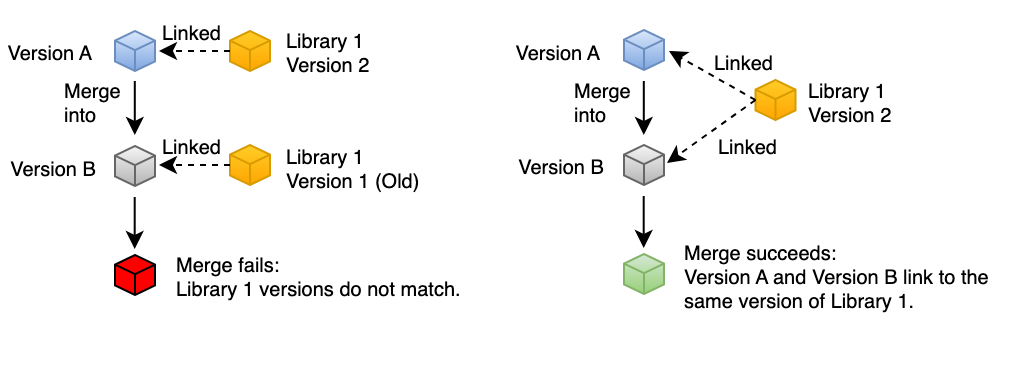 Linked
Version A
Library 1
Version 2
Merge
into
Linked
Version B
Library 1
Version 1 (Old)
Merge fails:
Library 1 versions do not match.
Version A
Linked
Merge
into
Library 1
Version 2
Linked
Version B
Merge succeeds:
Version A and Version B link to the
same version of Library 1.